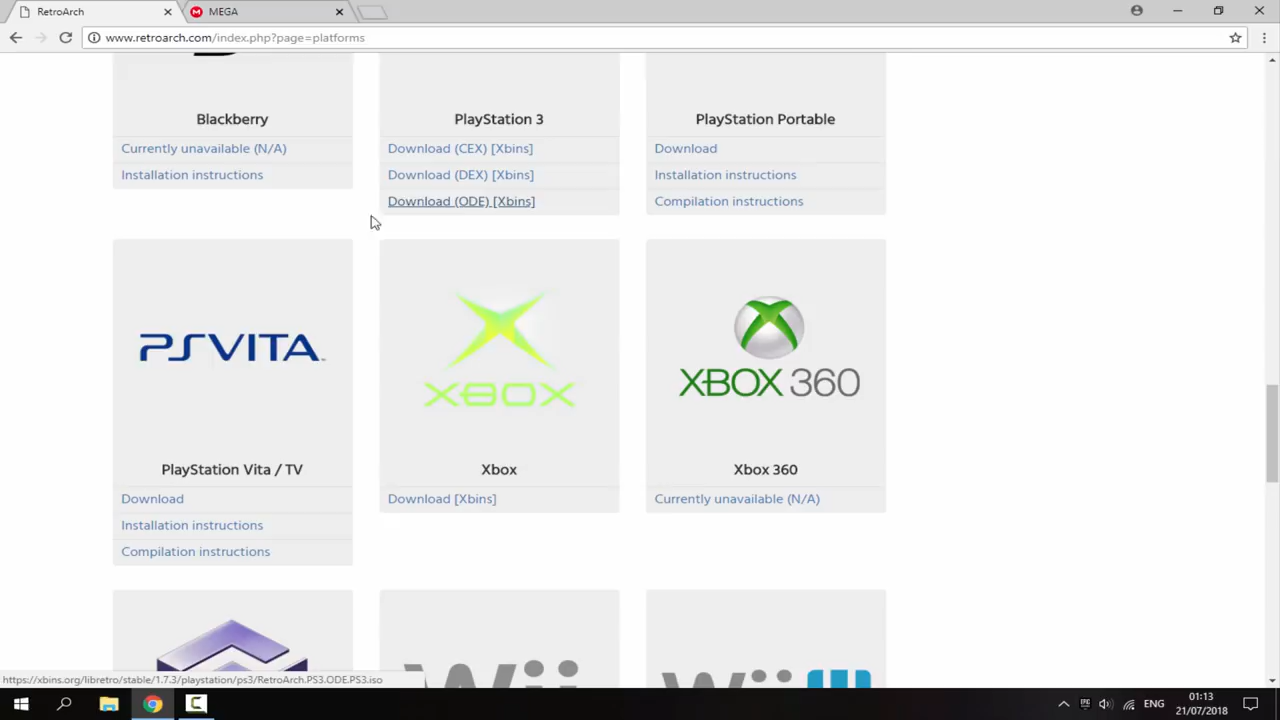 RetroArch
MEGA
www.retroarch.com/index.php?page=platforms
Blackberry
Currently unavailable (N/A)
Installation instructions
PlayStation 3
Download (CEX) [Xbins]
Download (DEX) [Xbins]
Download (ODE) [Xbins]
PlayStation Portable
Download
Installation instructions
Compilation instructions
PSVITA
PlayStation Vita / TV
Download
Installation instructions
Compilation instructions
XBOX
Xbox
Download [Xbins]
XBOX 360
Xbox 360
Currently unavailable (N/A)
Wii
Wii U
https://xbins.org/libretro/stable/1.7.3/playstation/ps3/RetroArch.PS3.ODE.PS3.iso
ENG
01:13
21/07/2018